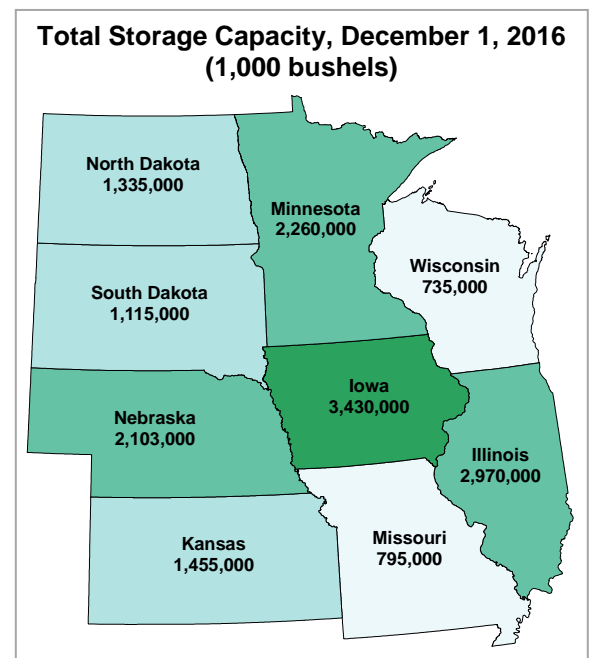 Total Storage Capacity, December 1, 2016
(1,000 bushels)
North Dakota
1,335,000
Minnesota
2,260,000
Wisconsin
735,000
South Dakota
1,115,000
Iowa
3,430,000
Nebraska
2,103,000
Illinois
2,970,000
Kansas
1,455,000
Missouri
795,000